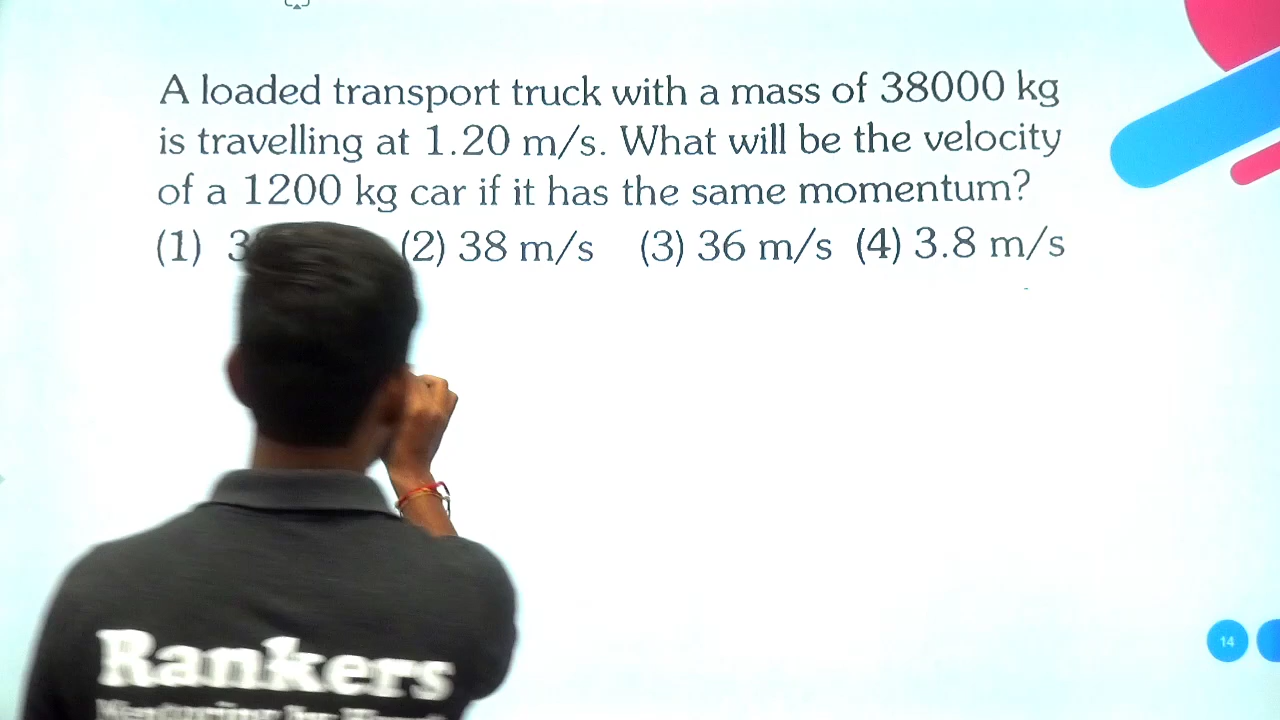 A loaded transport truck with a mass of 38000 kg
is travelling at 1.20 m/s. What will be the velocity
of a 1200 kg car if it has the same momentum?
(1) 3 (2) 38 m/s (3) 36 m/s (4) 3.8 m/s
14
Rankers